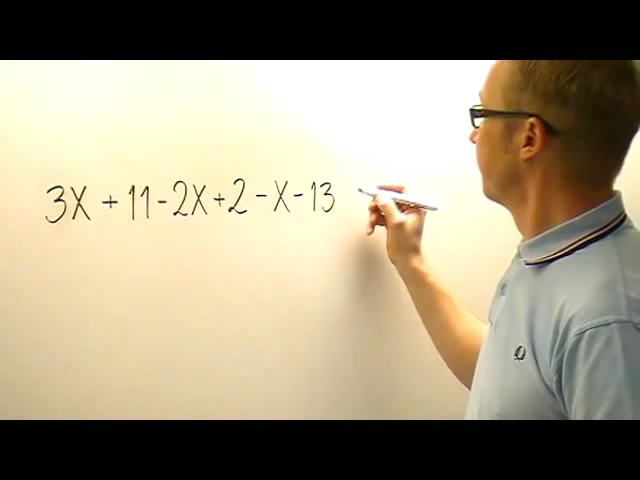 3X + 11 - 2X + 2 - X - 13